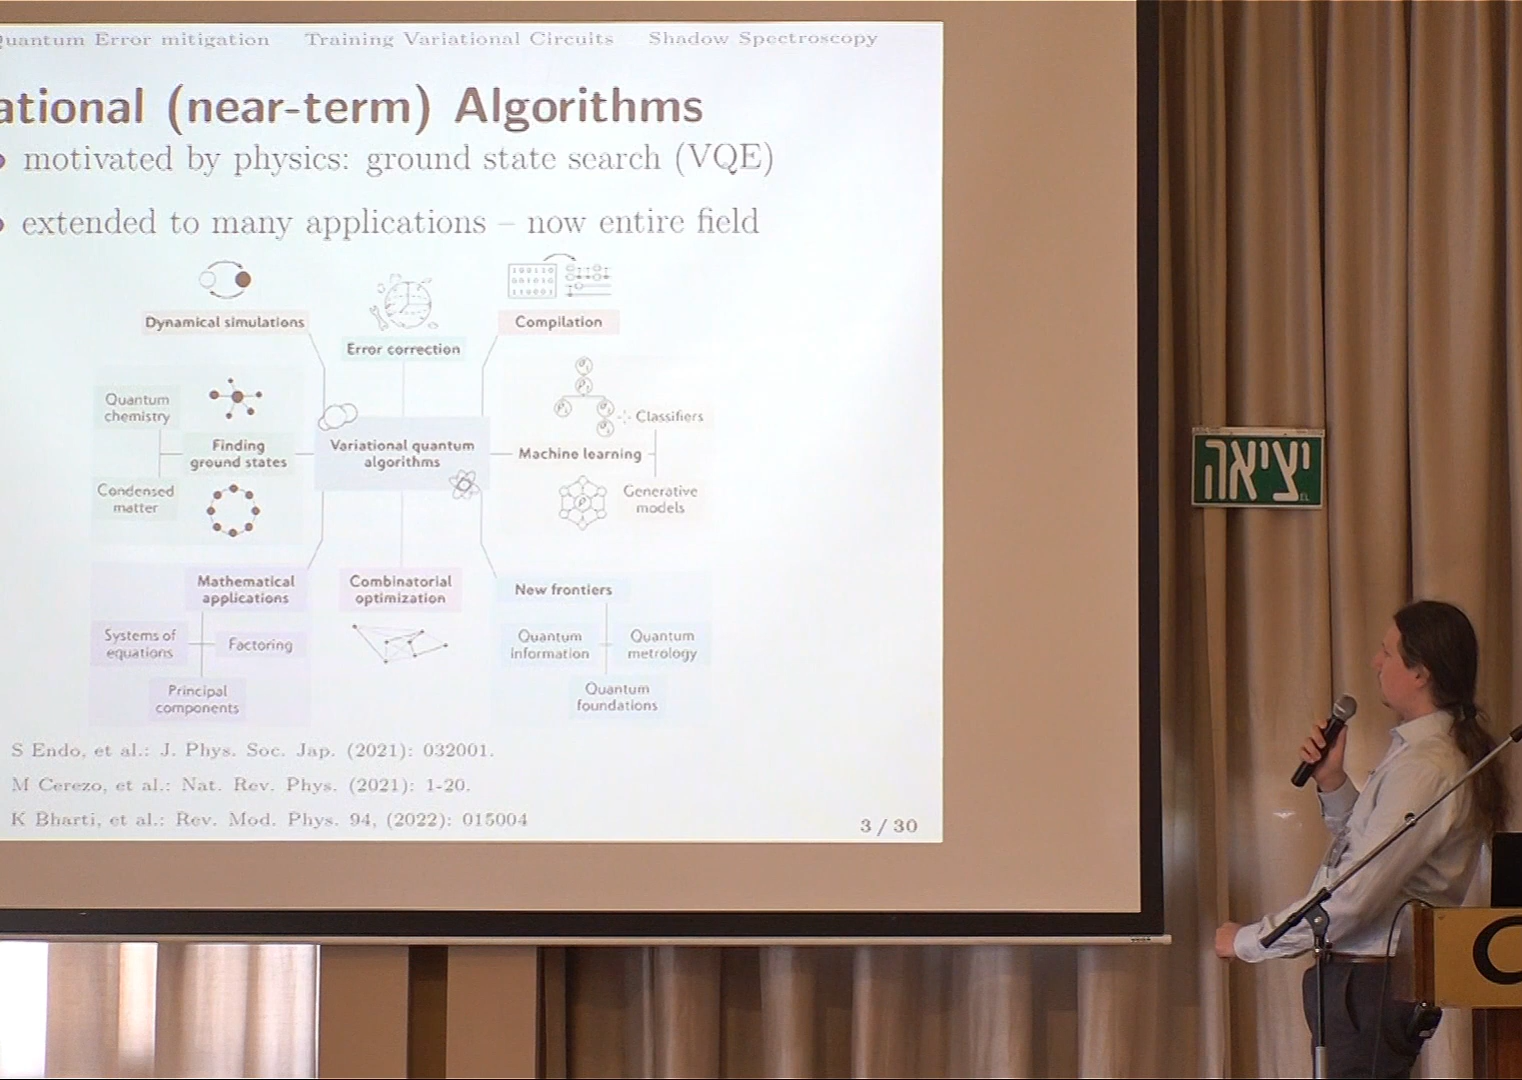 Quantum Error mitigation Training Variational Circuits Shadow Spectroscopy
ational (near-term) Algorithms
motivated by physics: ground state search (VQE)
extended to many applications – now entire field
Dynamical simulations
Error correction
Compilation
100110
001010
110001
Quantum
chemistry
Finding
ground states
Condensed
matter
Variational quantum
algorithms
Classifiers
Machine learning
Generative
models
Mathematical
applications
Systems of
equations
Factoring
Principal
components
Combinatorial
optimization
New frontiers
Quantum
information
Quantum
metrology
Quantum
foundations
S Endo, et al.: J. Phys. Soc. Jap. (2021): 032001.
M Cerezo, et al.: Nat. Rev. Phys. (2021): 1-20.
K Bharti, et al.: Rev. Mod. Phys. 94, (2022): 015004
3 / 30
יציאה